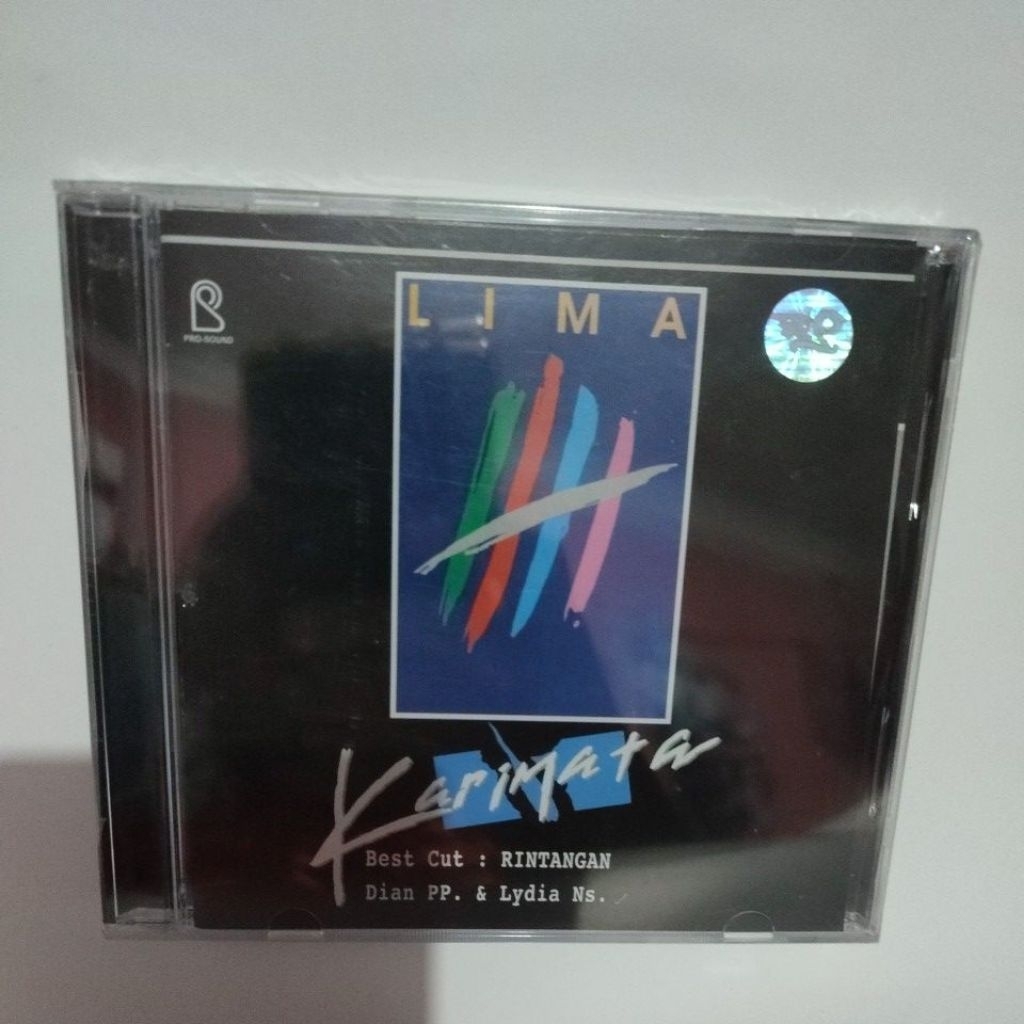 PRO-SOUND
LIMA
Karimata
Best Cut : RINTANGAN
Dian PP. & Lydia Ns.